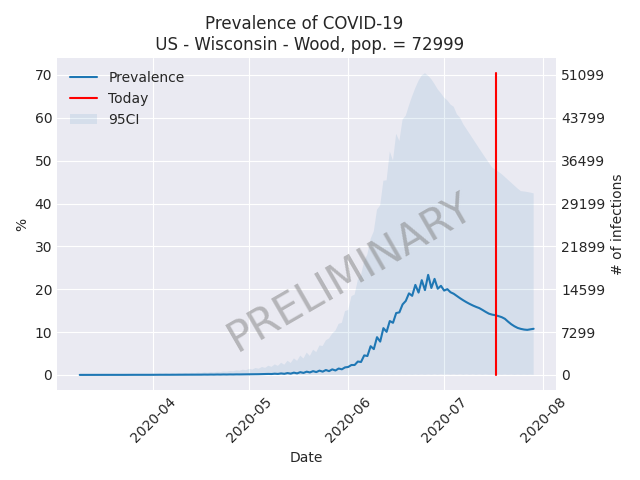 Prevalence of COVID-19
US - Wisconsin - Wood, pop. = 72999
Prevalence
Today
95CI
70
60
50
40
30
20
10
0
%
51099
43799
36499
29199
21899
14599
7299
0
# of infections
PRELIMINARY
2020-04
2020-05
2020-06
2020-07
2020-08
Date